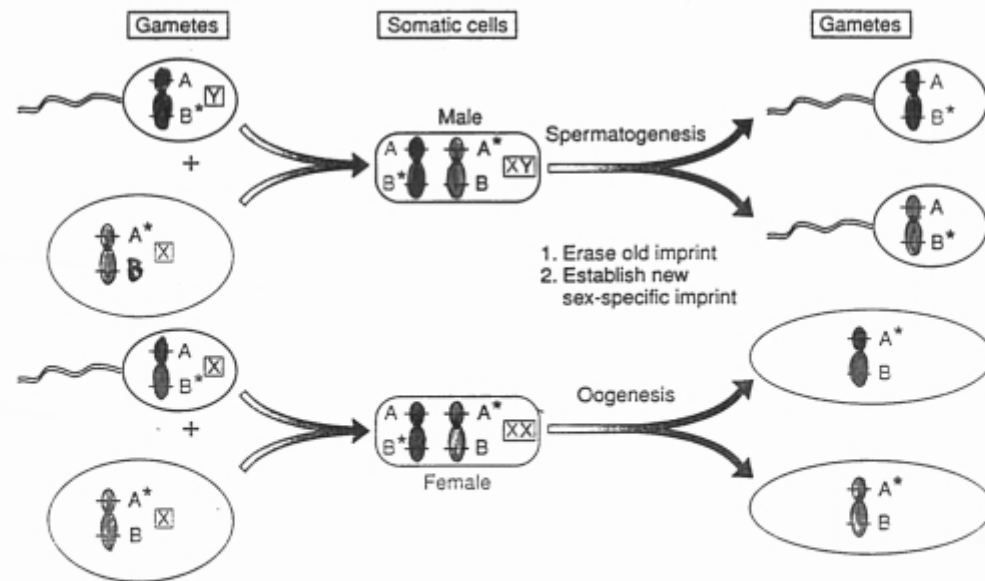 Gametes
Somatic cells
Gametes
A
B* Y
+
A* X
B
Male
A A*
B* B XY
Spermatogenesis
A
B*
A
B*
1. Erase old imprint
2. Establish new
sex-specific imprint
A X
B*
+
A* X
B
A A*
B* B XX
Female
Oogenesis
A*
B
A*
B